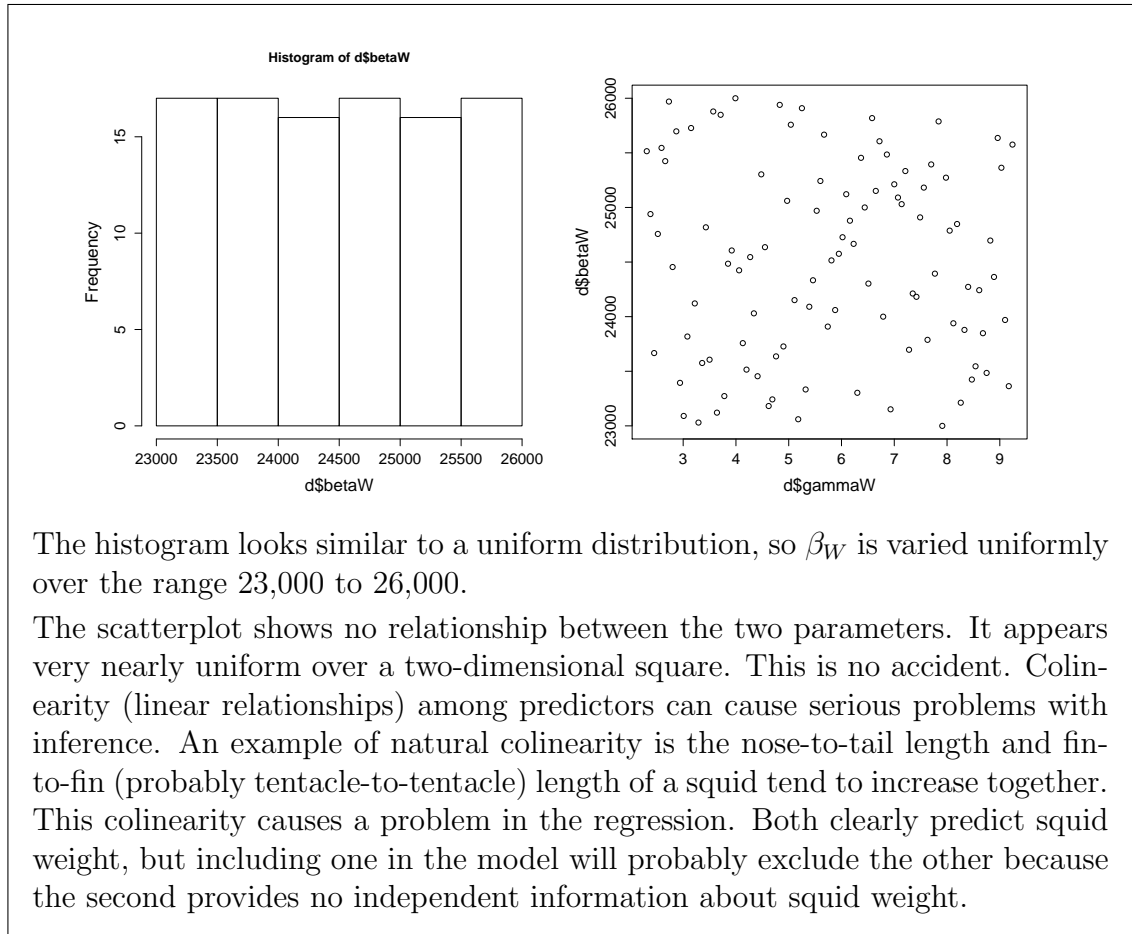 Histogram of d$betaW
Frequency
0
5
10
15
23000 23500 24000 24500 25000 25500 26000
d$betaW
d$betaW
23000
24000
25000
26000
3 4 5 6 7 8 9
d$gammaW
The histogram looks similar to a uniform distribution, so βW is varied uniformly
over the range 23,000 to 26,000.
The scatterplot shows no relationship between the two parameters. It appears
very nearly uniform over a two-dimensional square. This is no accident. Colin-
earity (linear relationships) among predictors can cause serious problems with
inference. An example of natural colinearity is the nose-to-tail length and fin-
to-fin (probably tentacle-to-tentacle) length of a squid tend to increase together.
This colinearity causes a problem in the regression. Both clearly predict squid
weight, but including one in the model will probably exclude the other because
the second provides no independent information about squid weight.